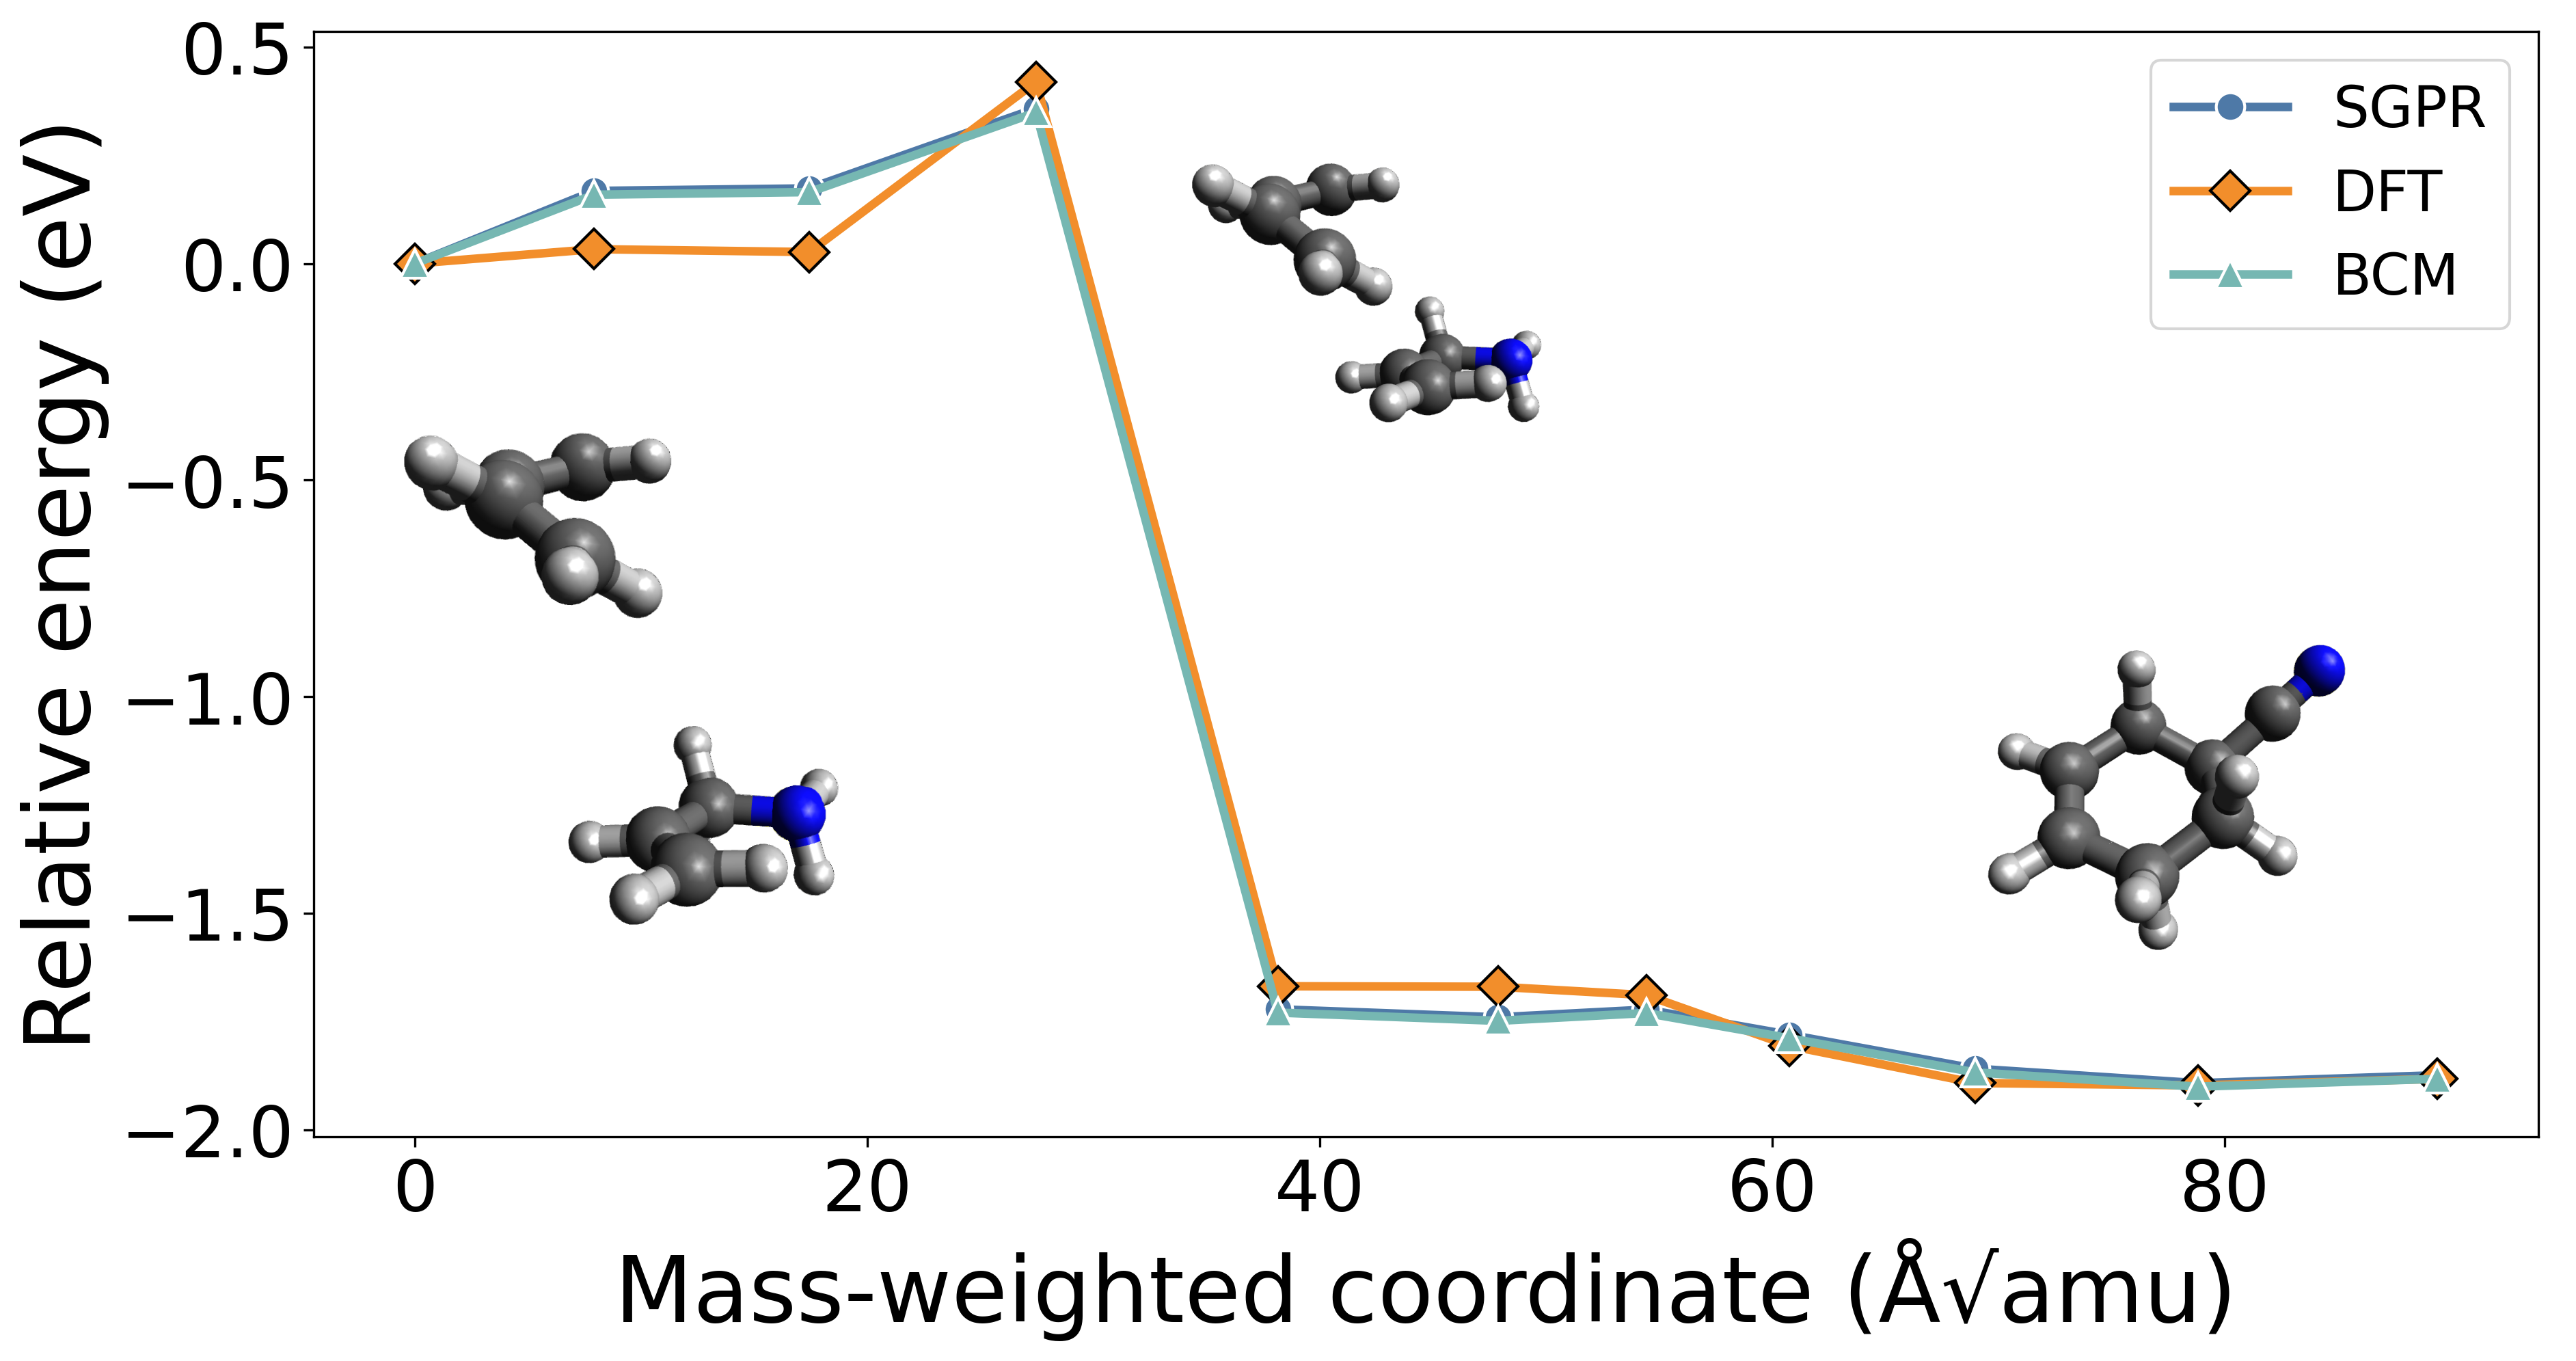 Relative energy (eV)
0.5
0.0
−0.5
−1.0
−1.5
−2.0
SGPR
DFT
BCM
0 20 40 60 80
Mass-weighted coordinate (Å√amu)